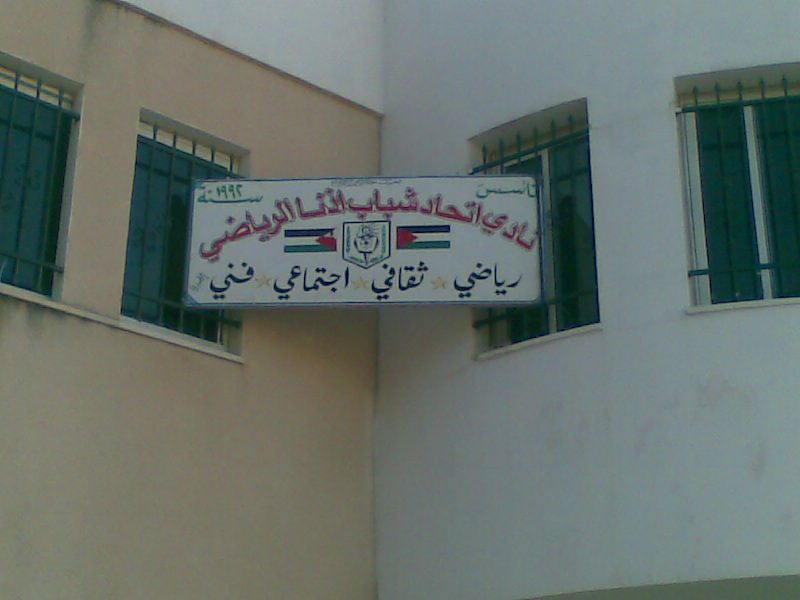 تأسس سنة ١٩٩٢
نادي اتحاد شباب اذنا الرياضي
رياضي ثقافي اجتماعي فني